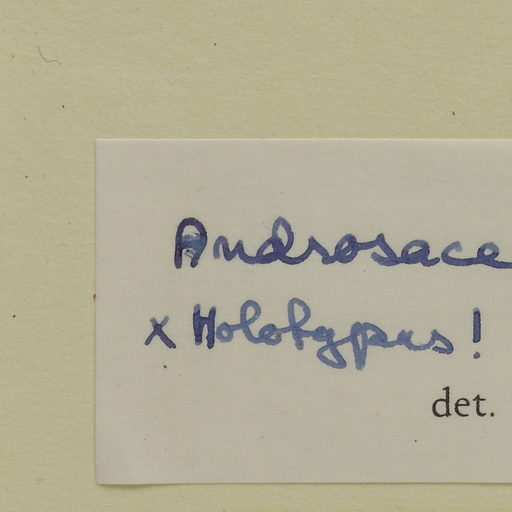 Androsace
x Holotypus!
det.